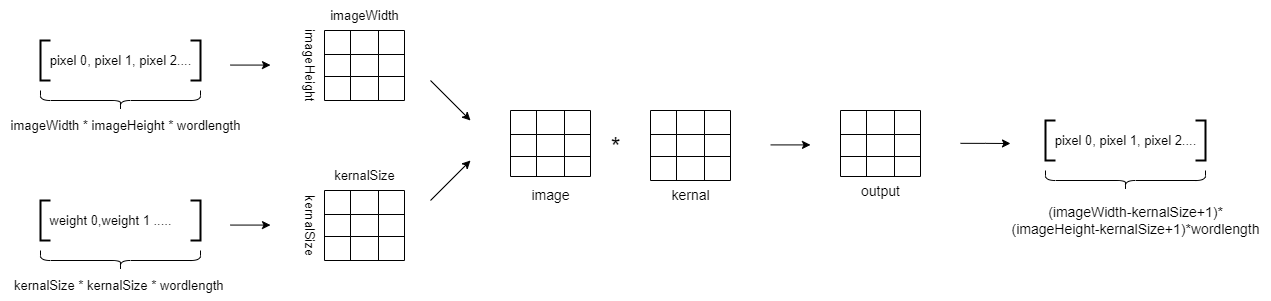 imageWidth
imageHeight
pixel 0, pixel 1, pixel 2....
imageWidth * imageHeight * wordlength
kernalSize
kernalSize
weight 0,weight 1 .....
kernalSize * kernalSize * wordlength
*
image
kernal
output
pixel 0, pixel 1, pixel 2....
(imageWidth-kernalSize+1)*
(imageHeight-kernalSize+1)*wordlength